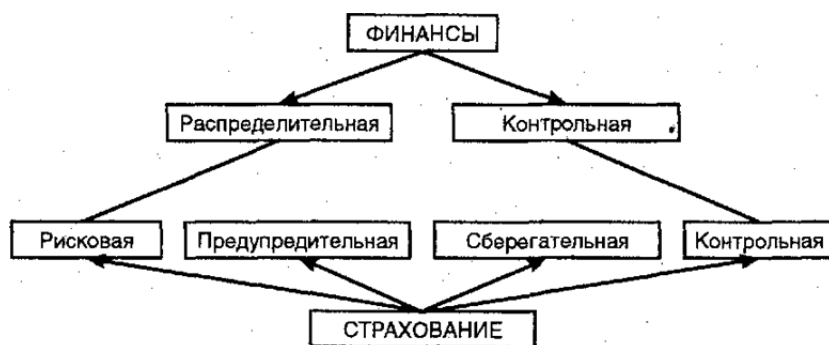 ФИНАНСЫ
Распределительная
Контрольная
Рисковая
Предупредительная
Сберегательная
Контрольная
СТРАХОВАНИЕ